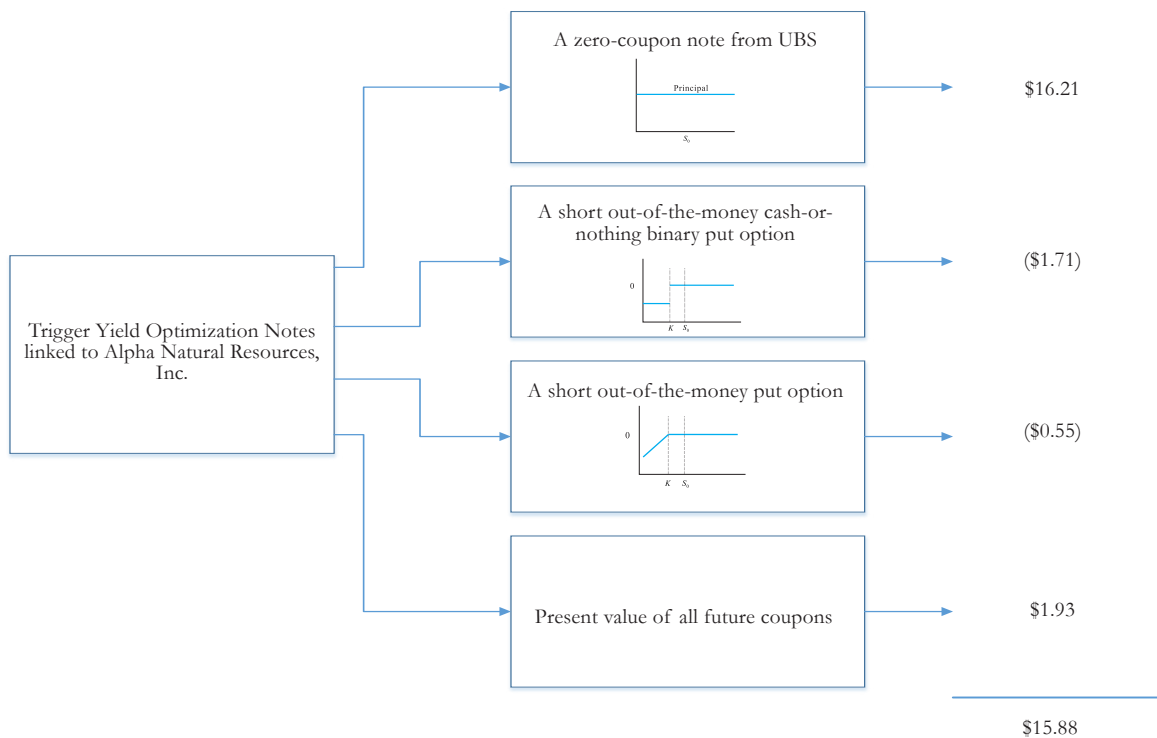 A zero-coupon note from UBS
Principal
S₀
$16.21
A short out-of-the-money cash-or-
nothing binary put option
0
K
S₀
($1.71)
Trigger Yield Optimization Notes
linked to Alpha Natural Resources,
Inc.
A short out-of-the-money put option
0
K
S₀
($0.55)
Present value of all future coupons
$1.93
$15.88